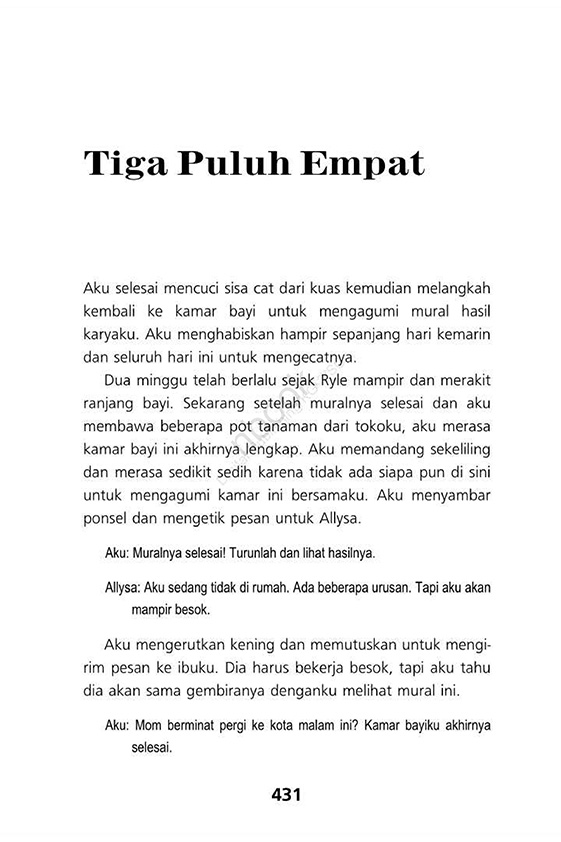 Tiga Puluh Empat
Aku selesai mencuci sisa cat dari kuas kemudian melangkah
kembali ke kamar bayi untuk mengagumi mural hasil
karyaku. Aku menghabiskan hampir sepanjang hari kemarin
dan seluruh hari ini untuk mengecatnya.
Dua minggu telah berlalu sejak Ryle mampir dan merakit
ranjang bayi. Sekarang setelah muralnya selesai dan aku
membawa beberapa pot tanaman dari tokoku, aku merasa
kamar bayi ini akhirnya lengkap. Aku memandang sekeliling
dan merasa sedikit sedih karena tidak ada siapa pun di sini
untuk mengagumi kamar ini bersamaku. Aku menyambar
ponsel dan mengetik pesan untuk Allysa.
Aku: Muralnya selesai! Turunlah dan lihat hasilnya.
Allysa: Aku sedang tidak di rumah. Ada beberapa urusan. Tapi aku akan
mampir besok.
Aku mengerutkan kening dan memutuskan untuk mengi-
rim pesan ke ibuku. Dia harus bekerja besok, tapi aku tahu
dia akan sama gembiranya denganku melihat mural ini.
Aku: Mom berminat pergi ke kota malam ini? Kamar bayiku akhirnya
selesai.
431